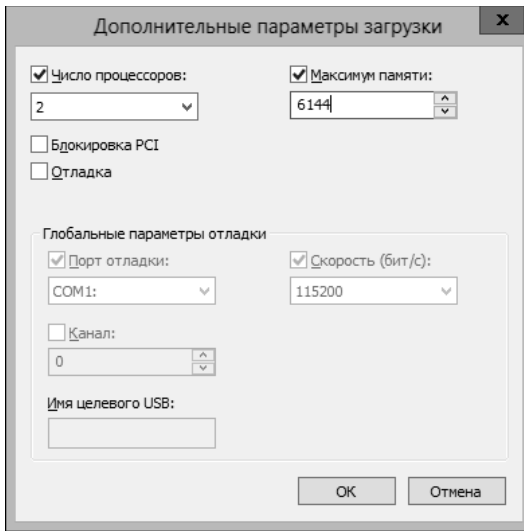 Дополнительные параметры загрузки
x
Число процессоров:
Максимум памяти:
2
6144
Блокировка PCI
Отладка
Глобальные параметры отладки
Порт отладки:
Скорость (бит/с):
COM1:
115200
Канал:
0
Имя целевого USB:
ОК
Отмена